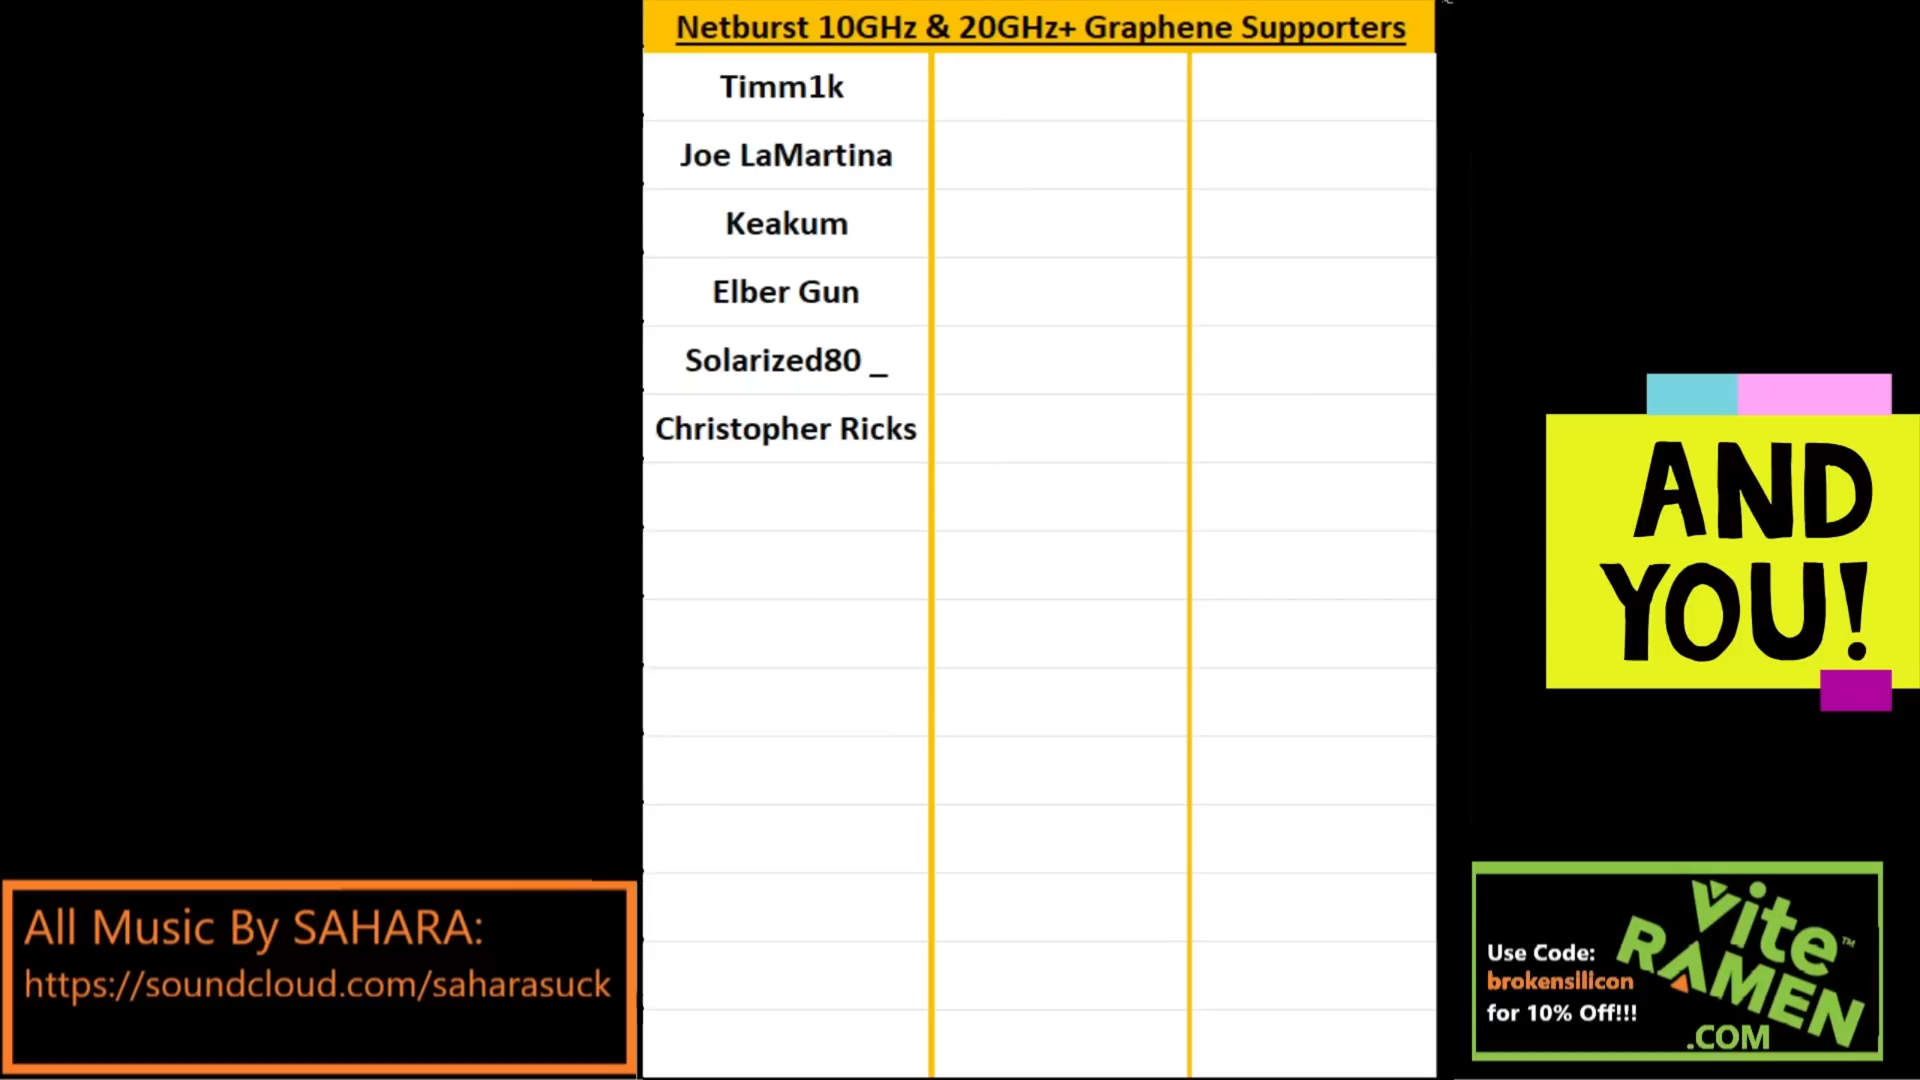 Netburst 10GHz & 20GHz+ Graphene Supporters
Timm1k
Joe LaMartina
Keakum
Elber Gun
Solarized80 _
Christopher Ricks
AND
YOU!
All Music By SAHARA:
https://soundcloud.com/saharasuck
Use Code:
brokensilicon
for 10% Off!!!
Vite™
RAMEN
.COM